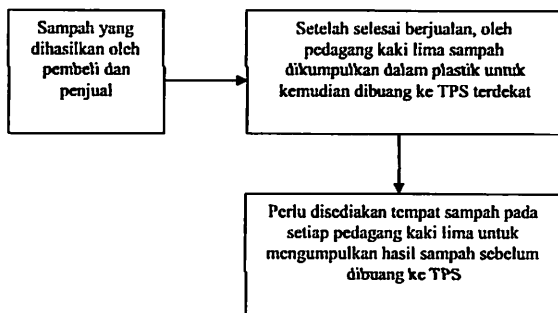 Sampah yang
dihasilkan oleh
pembeli dan
penjual
Setelah selesai berjualan, oleh
pedagang kaki lima sampah
dikumpulkan dalam plastik untuk
kemudian dibuang ke TPS terdekat
Perlu disediakan tempat sampah pada
setiap pedagang kaki lima untuk
mengumpulkan hasil sampah sebelum
dibuang ke TPS